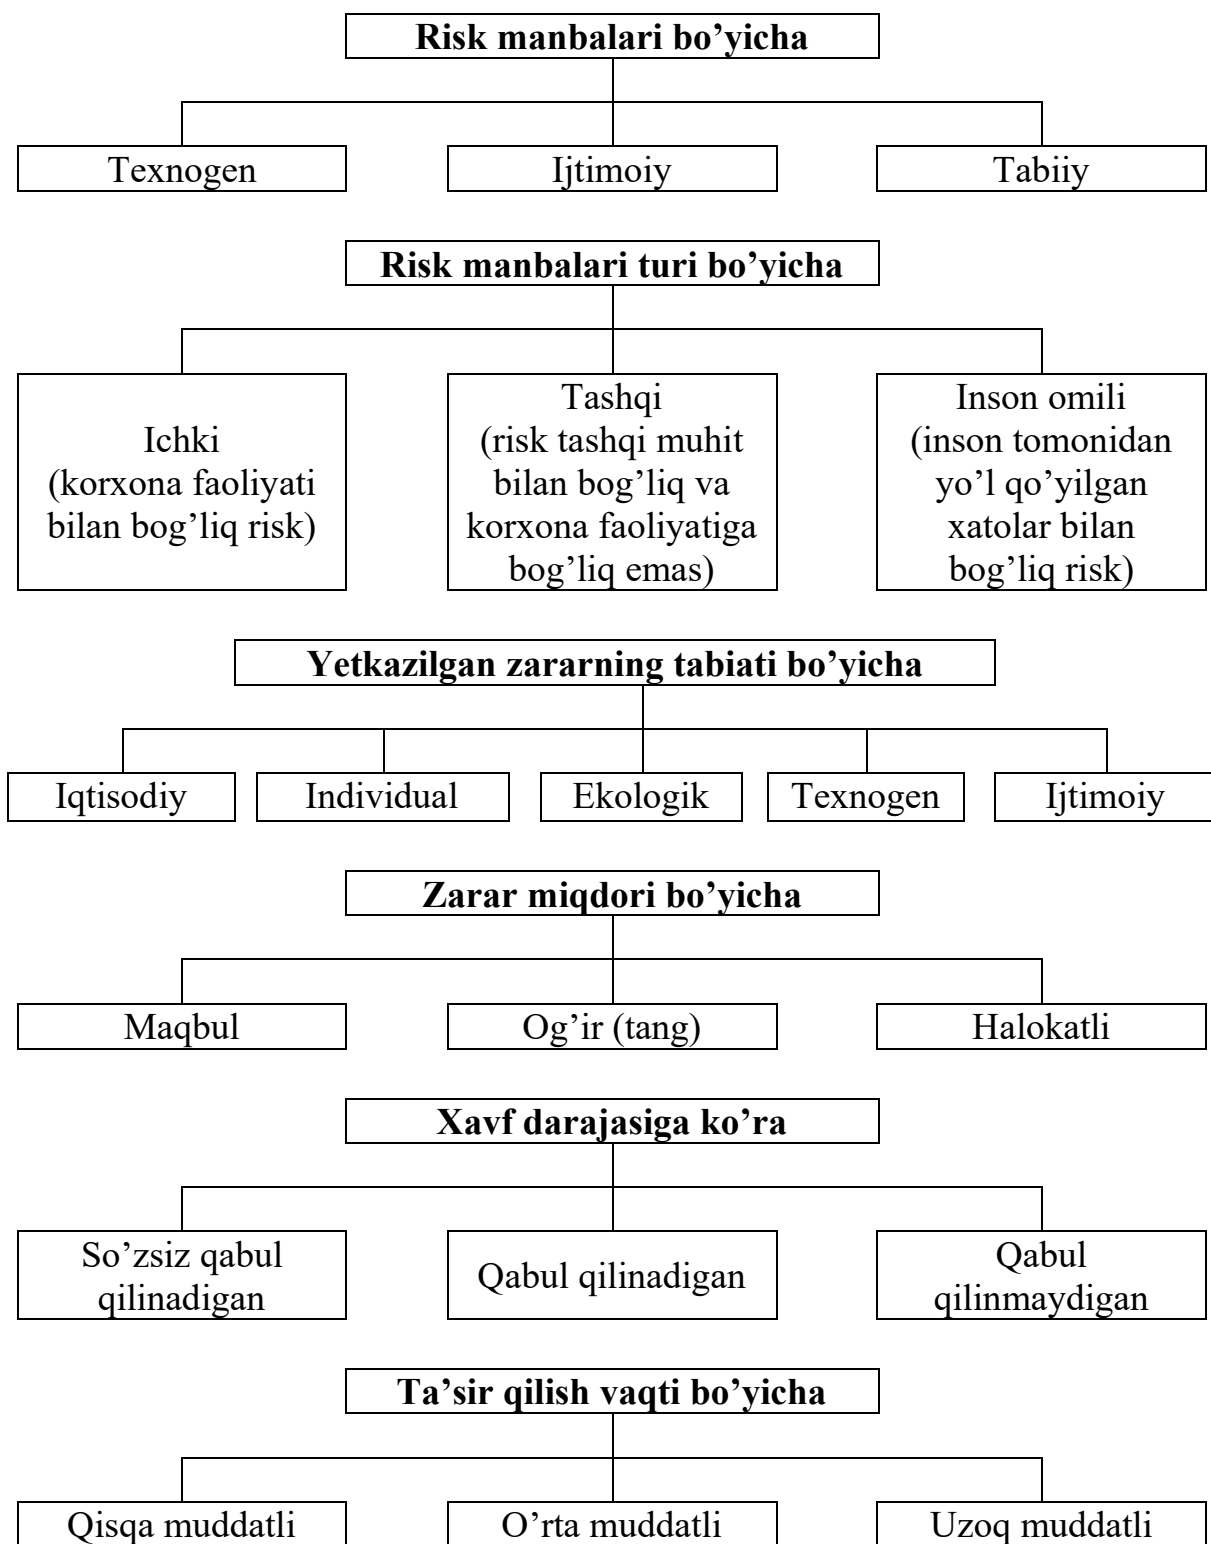 Risk manbalari bo’yicha
Texnogen
Ijtimoiy
Tabiiy
Risk manbalari turi bo’yicha
Ichki
(korxona faoliyati
bilan bog’liq risk)
Tashqi
(risk tashqi muhit
bilan bog’liq va
korxona faoliyatiga
bog’liq emas)
Inson omili
(inson tomonidan
yo’l qo’yilgan
xatolar bilan
bog’liq risk)
Yetkazilgan zararning tabiati bo’yicha
Iqtisodiy
Individual
Ekologik
Texnogen
Ijtimoiy
Zarar miqdori bo’yicha
Maqbul
Og’ir (tang)
Halokatli
Xavf darajasiga ko’ra
So’zsiz qabul
qilinadigan
Qabul qilinadigan
Qabul
qilinmaydigan
Ta’sir qilish vaqti bo’yicha
Qisqa muddatli
O’rta muddatli
Uzoq muddatli